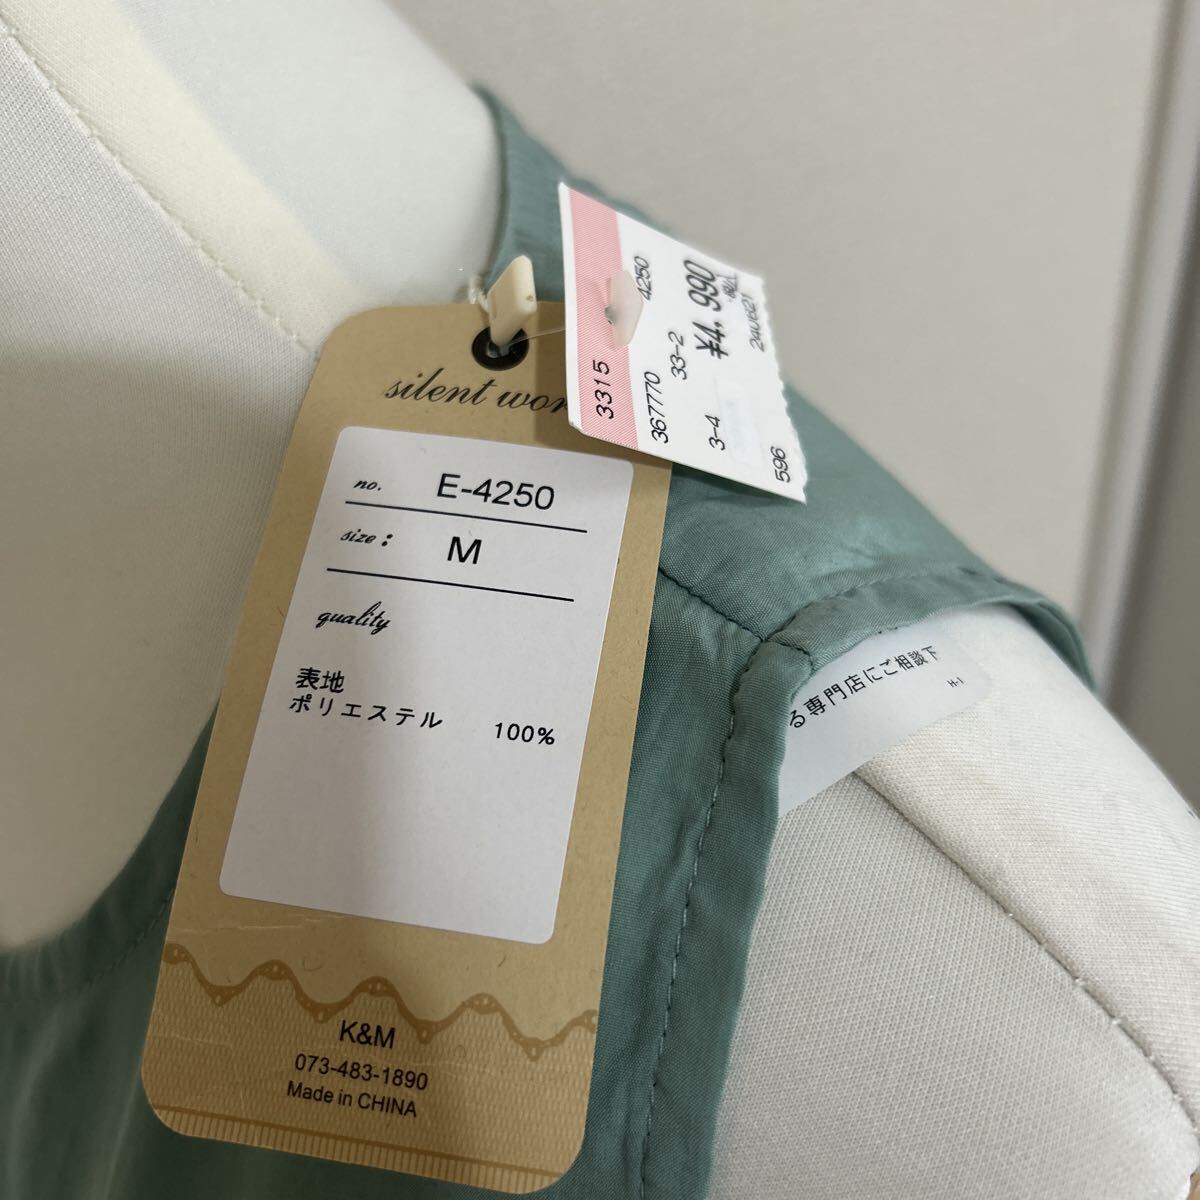 silent
no. E-4250
size: M
quality
表地
ポリエステル 100%
K&M
073-483-1890
Made in CHINA
3315
4250
367770
33-2
¥4,990
3-4
240621
596
る専門店にご相談下
H-1